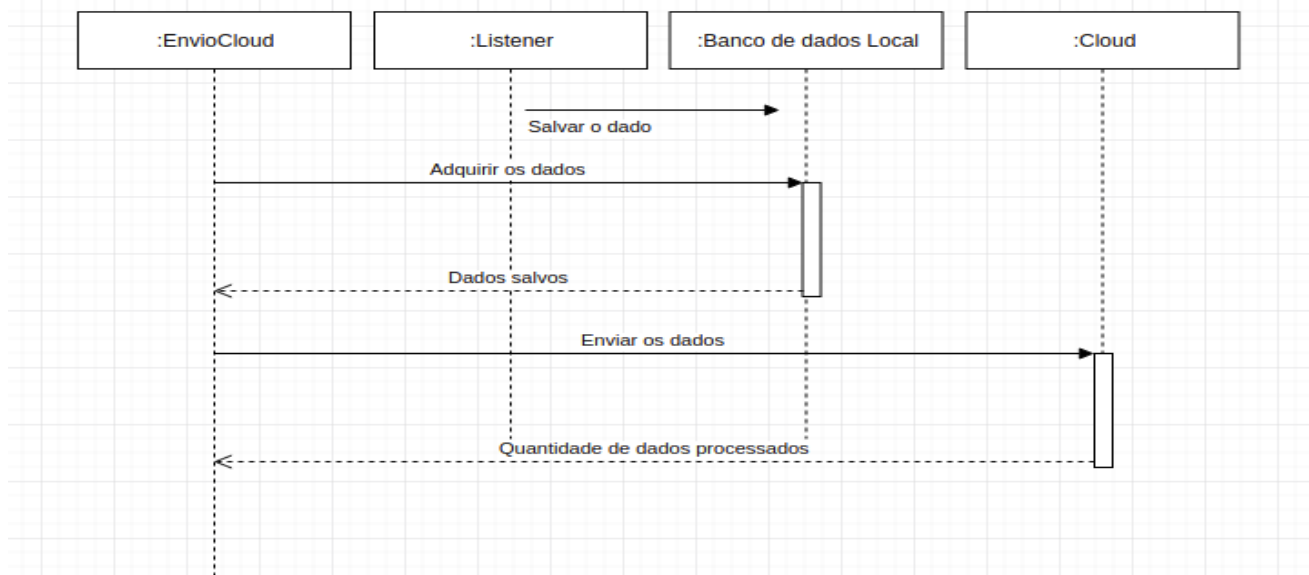 :EnvioCloud
:Listener
:Banco de dados Local
:Cloud
Salvar o dado
Adquirir os dados
Dados salvos
Enviar os dados
Quantidade de dados processados